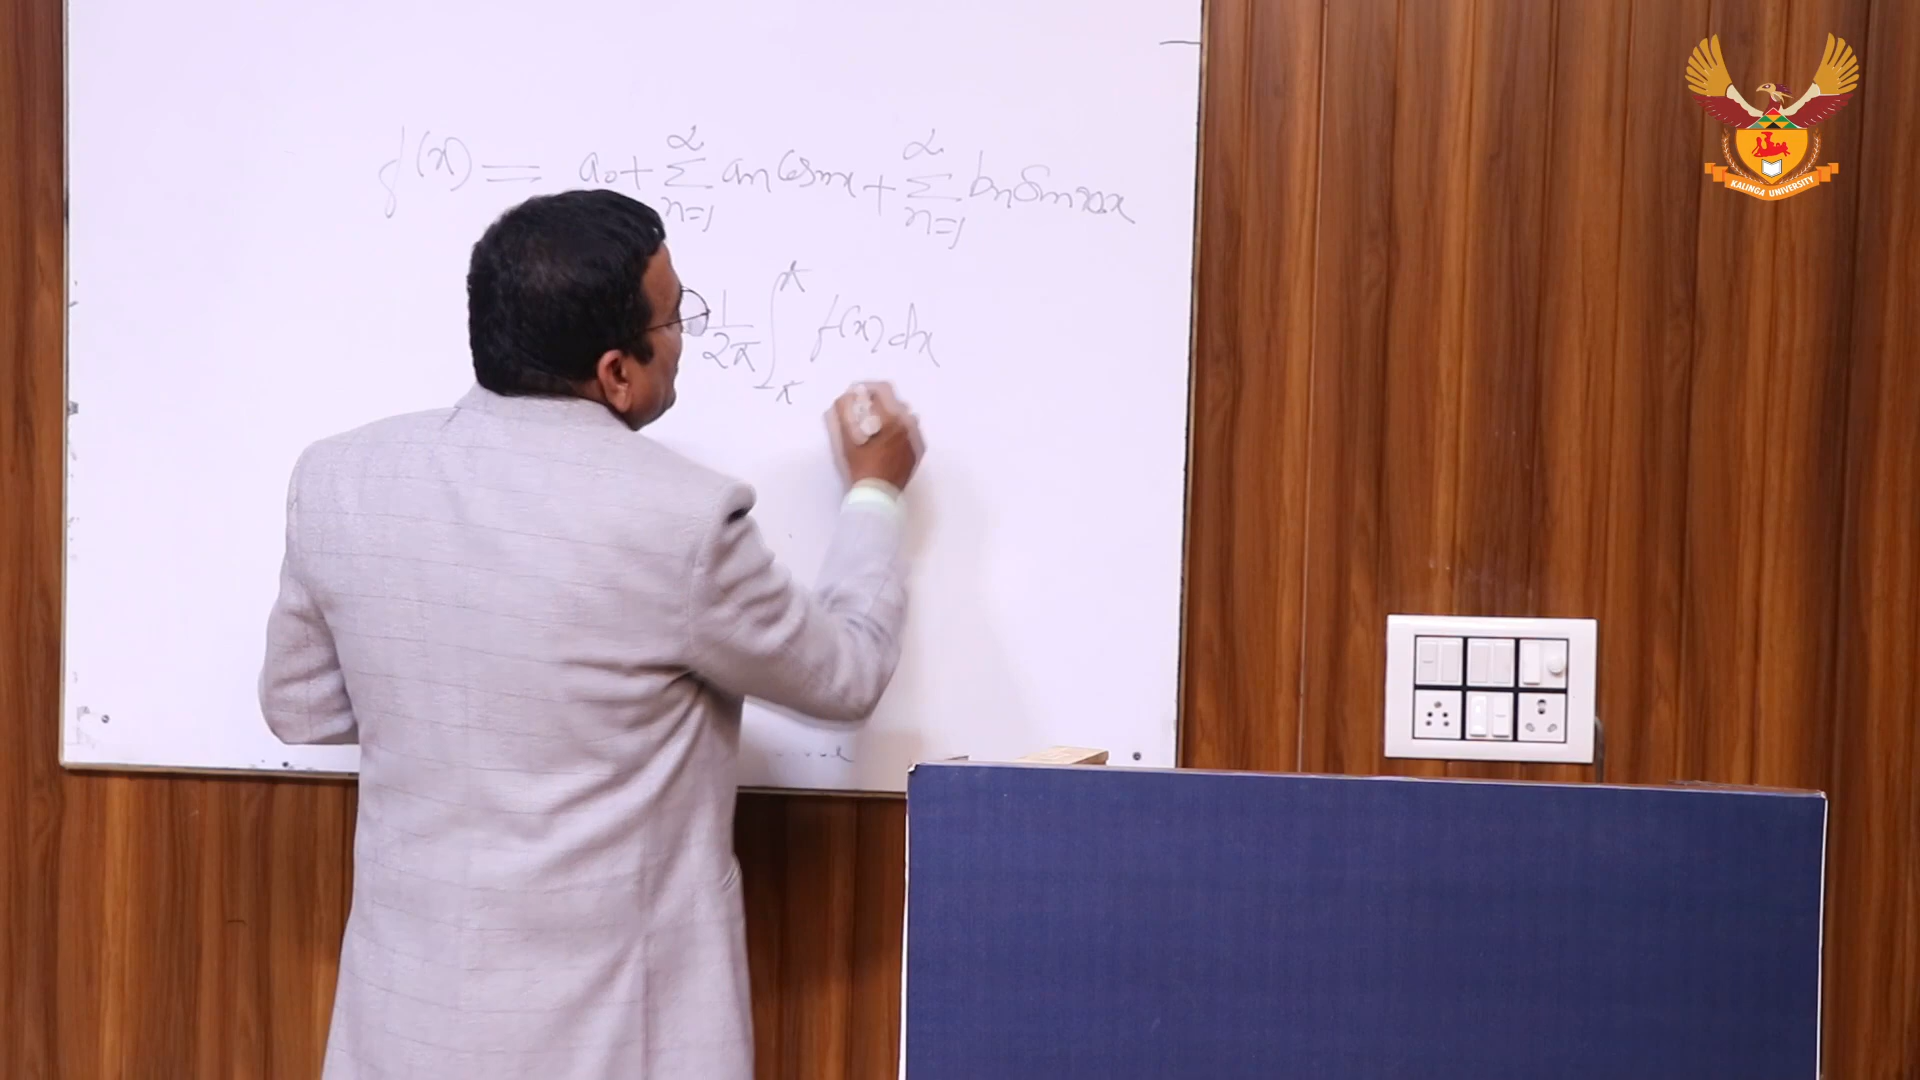 f(x) = a₀ + ∑_{n=1}^{∝} aₙ Cos nx + ∑_{n=1}^{∝} bₙ Sin nx
1/2π ∫_{-π}^{π} f(x) dx
KALINGA UNIVERSITY